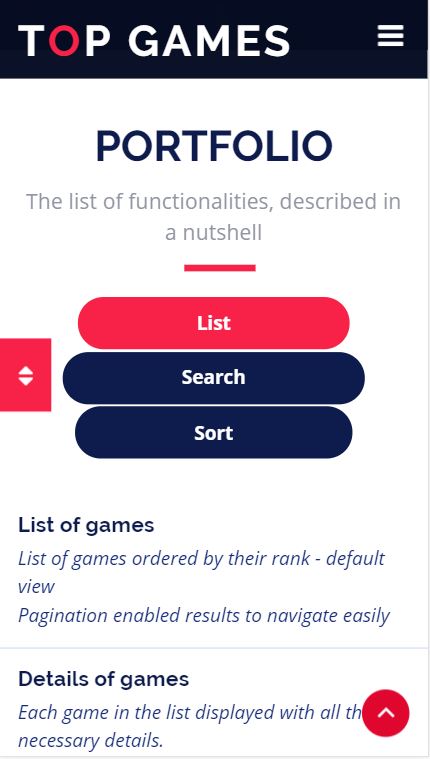 TOP GAMES
PORTFOLIO
The list of functionalities, described in
a nutshell
List
Search
Sort
List of games
List of games ordered by their rank - default
view
Pagination enabled results to navigate easily
Details of games
Each game in the list displayed with all
necessary details.